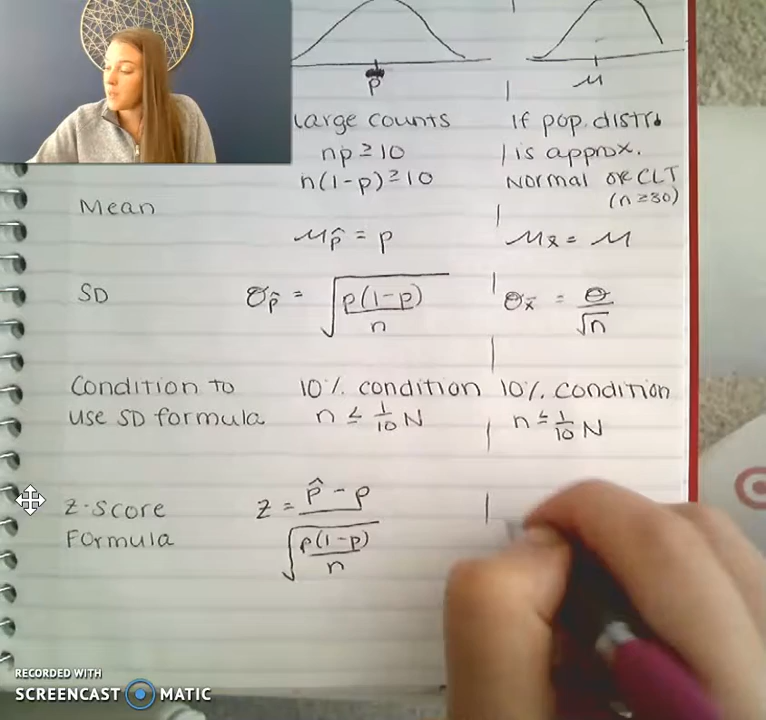 p
μ
large counts
np ≥ 10
n(1-p) ≥ 10
If pop. distr.
is approx.
Normal or CLT
(n ≥ 30)
Mean
μp̂ = p
μx̄ = μ
SD
σp̂ = √(p(1-p)/n)
σx̄ = σ/√n
Condition to
use SD formula
10% condition
n ≤ 1/10 N
10% condition
n ≤ 1/10 N
z-score
Formula
z = (p̂ - p)/√(p(1-p)/n)
RECORDED WITH
SCREENCAST MATIC